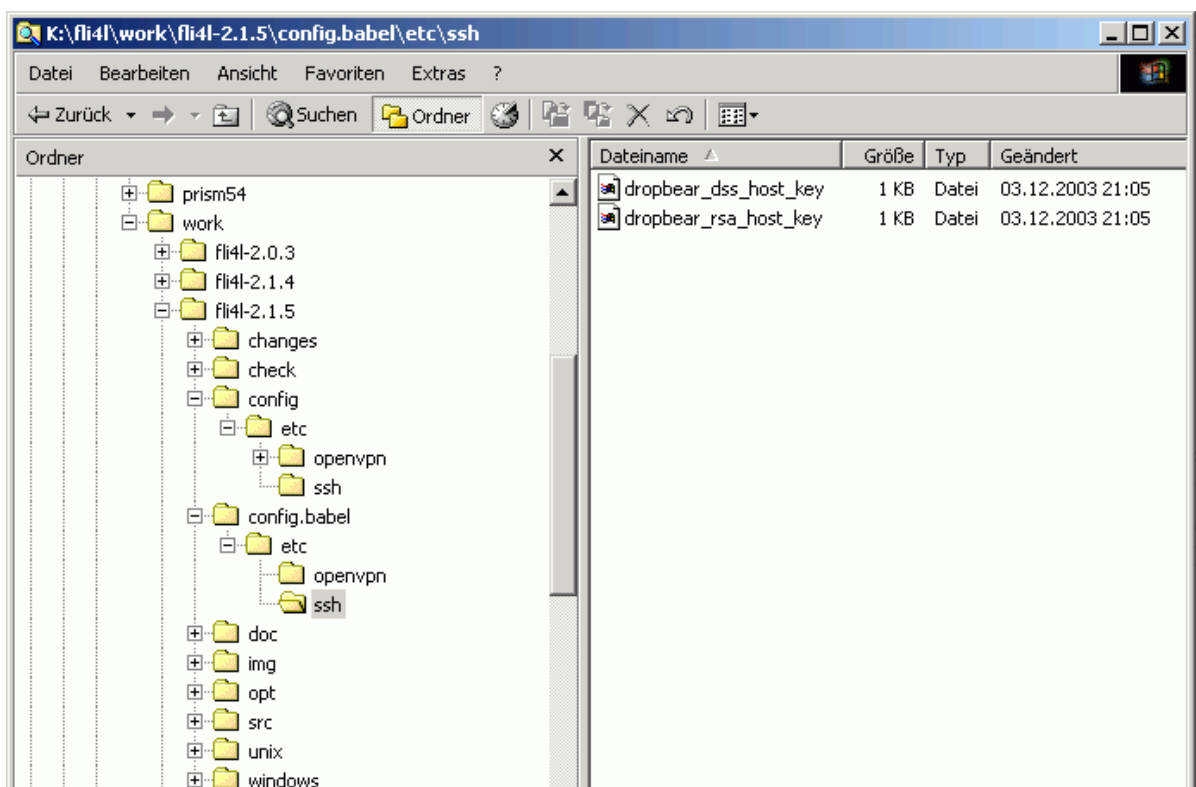 K:\fli4l\work\fli4l-2.1.5\config.babel\etc\ssh
Datei Bearbeiten Ansicht Favoriten Extras ?
Zurück Suchen Ordner
Ordner
prism54
work
fli4l-2.0.3
fli4l-2.1.4
fli4l-2.1.5
changes
check
config
etc
openvpn
ssh
config.babel
etc
openvpn
ssh
doc
img
opt
src
unix
windows
Dateiname Größe Typ Geändert
dropbear_dss_host_key 1 KB Datei 03.12.2003 21:05
dropbear_rsa_host_key 1 KB Datei 03.12.2003 21:05